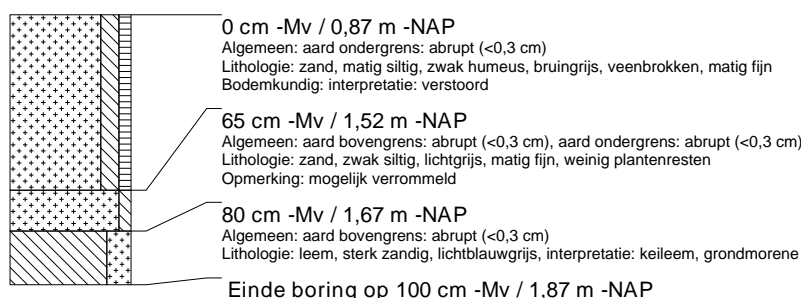 0 cm -Mv / 0,87 m -NAP
Algemeen: aard ondergrens: abrupt (<0,3 cm)
Lithologie: zand, matig siltig, zwak humeus, bruingrijs, veenbrokken, matig fijn
Bodemkundig: interpretatie: verstoord
65 cm -Mv / 1,52 m -NAP
Algemeen: aard bovengrens: abrupt (<0,3 cm), aard ondergrens: abrupt (<0,3 cm)
Lithologie: zand, zwak siltig, lichtgrijs, matig fijn, weinig plantenresten
Opmerking: mogelijk verrommeld
80 cm -Mv / 1,67 m -NAP
Algemeen: aard bovengrens: abrupt (<0,3 cm)
Lithologie: leem, sterk zandig, lichtblauwgrijs, interpretatie: keileem, grondmorene
Einde boring op 100 cm -Mv / 1,87 m -NAP